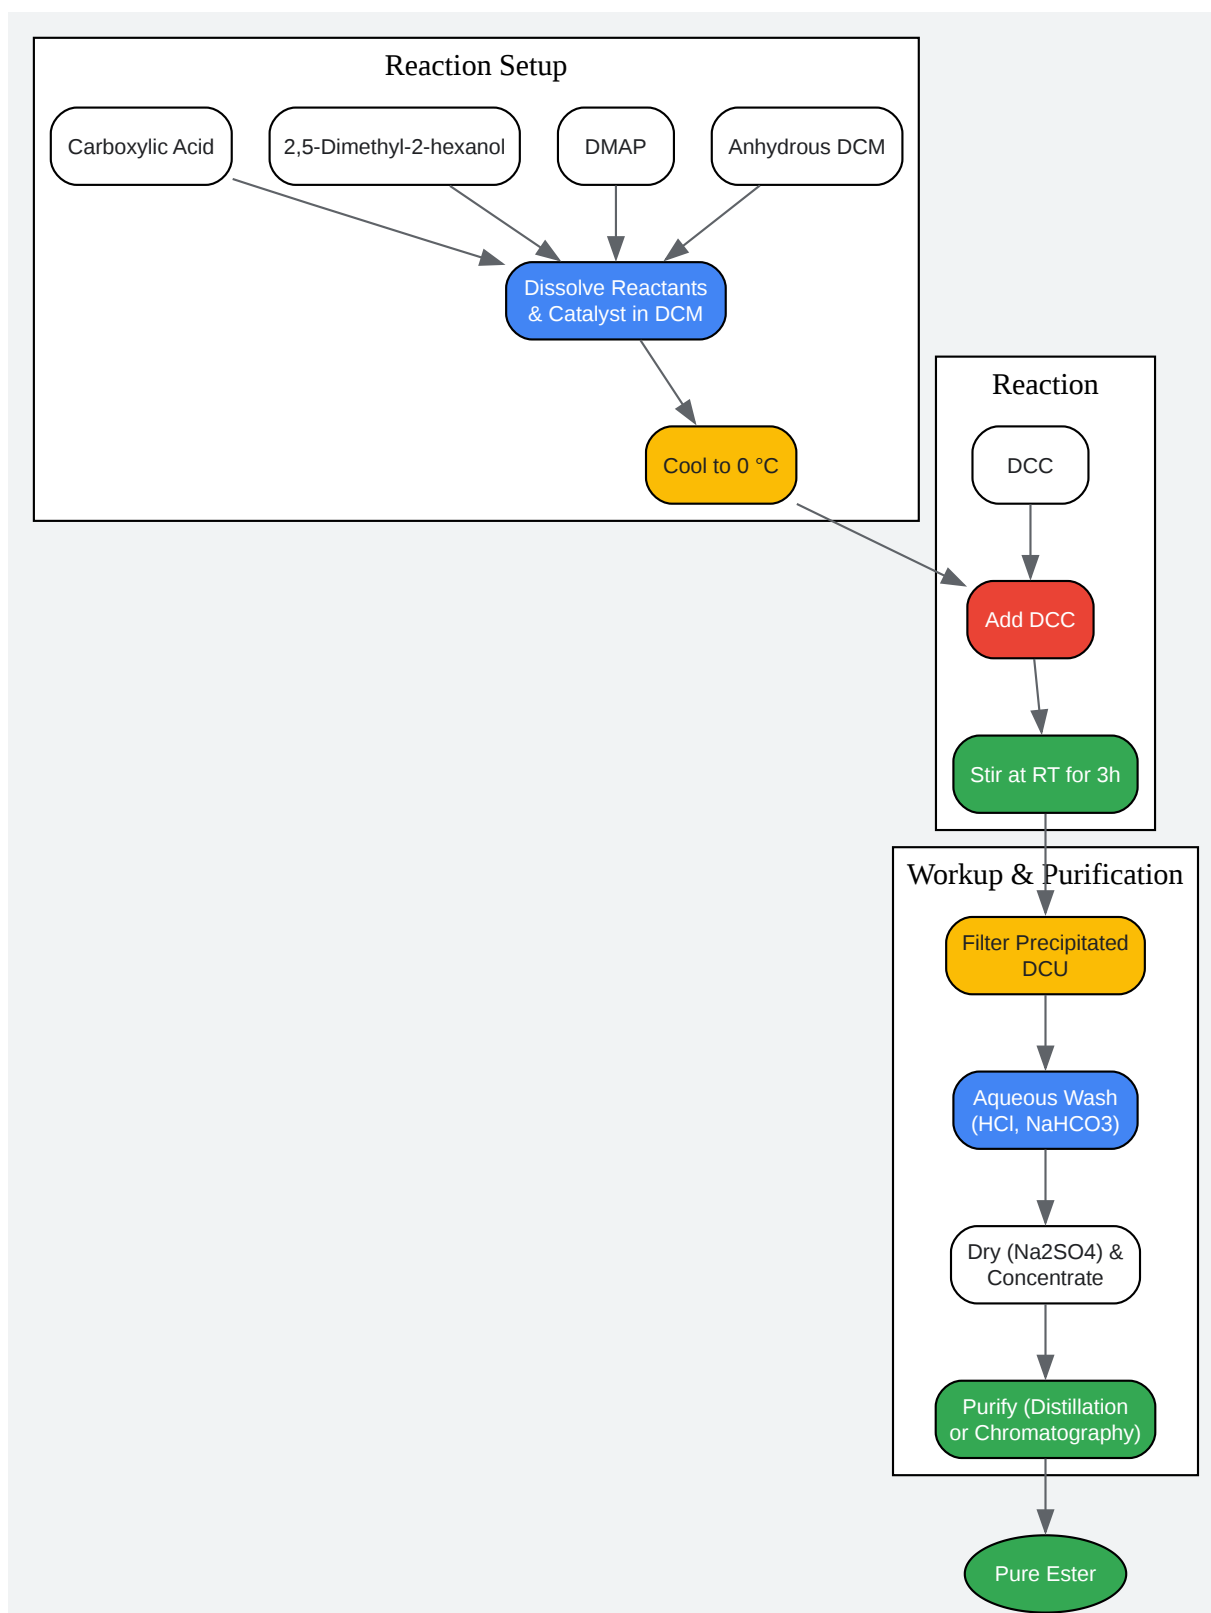 Reaction Setup
Carboxylic Acid
2,5-Dimethyl-2-hexanol
DMAP
Anhydrous DCM
Dissolve Reactants
& Catalyst in DCM
Cool to 0 °C
Reaction
DCC
Add DCC
Stir at RT for 3h
Workup & Purification
Filter Precipitated
DCU
Aqueous Wash
(HCl, NaHCO3)
Dry (Na2SO4) &
Concentrate
Purify (Distillation
or Chromatography)
Pure Ester